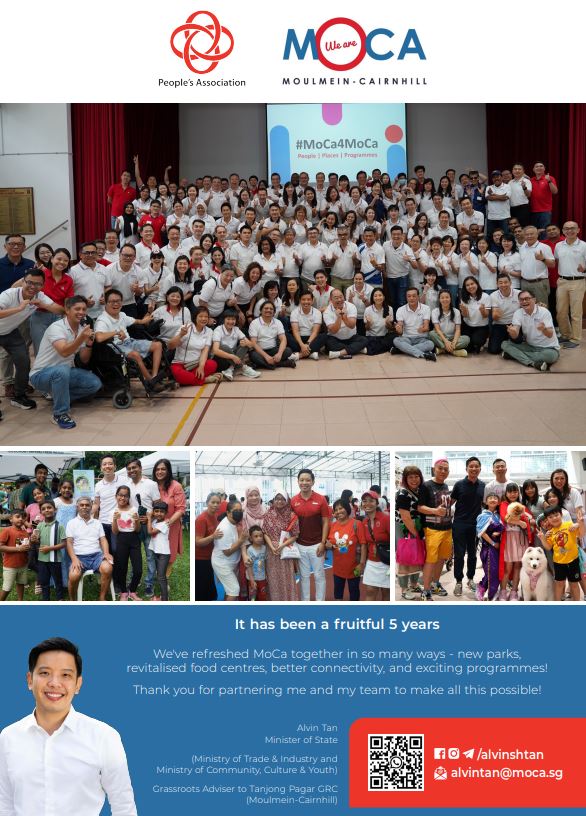 People's Association
MOCA
We are
MOULMEIN-CAIRNHILL
#MoCa4MoCa
People | Places | Programmes
It has been a fruitful 5 years
We've refreshed MoCa together in so many ways - new parks,
revitalised food centres, better connectivity, and exciting programmes!
Thank you for partnering me and my team to make all this possible!
Alvin Tan
Minister of State
(Ministry of Trade & Industry and
Ministry of Community, Culture & Youth)
Grassroots Adviser to Tanjong Pagar GRC
(Moulmein-Cairnhill)
/alvinshtan
alvintan@moca.sg